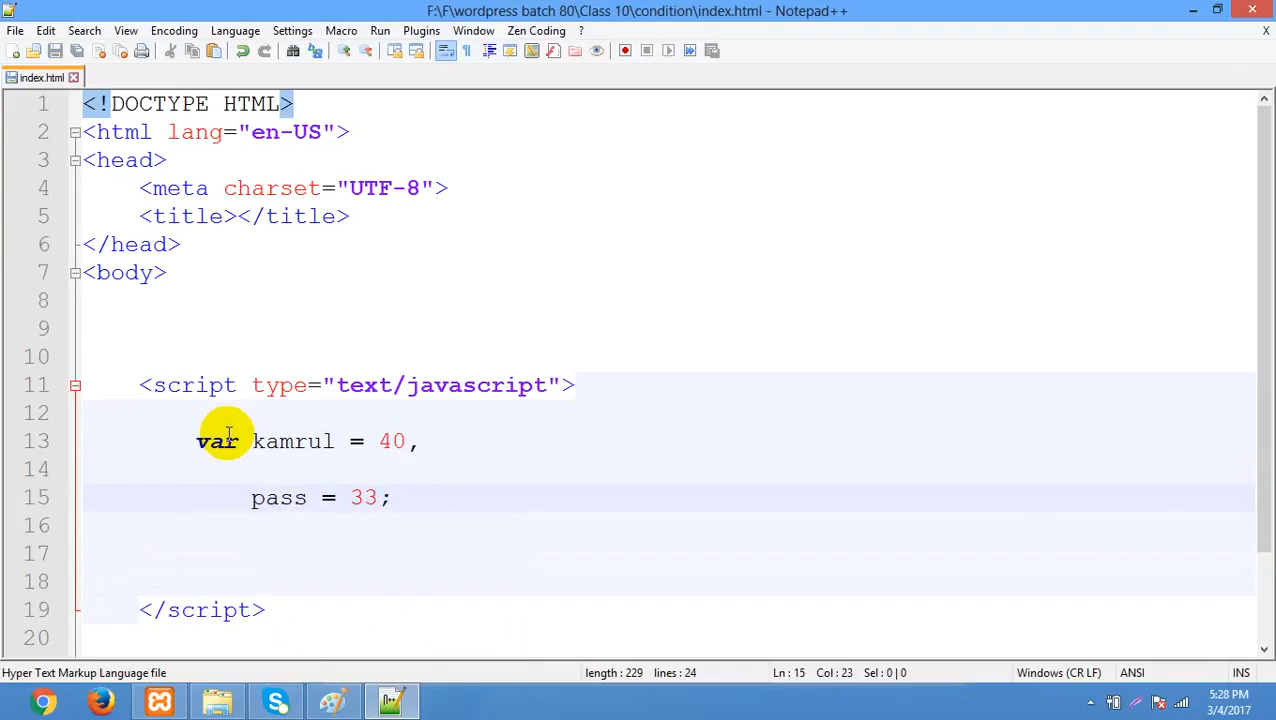 F:\F\wordpress batch 80\Class 10\condition\index.html - Notepad++
File Edit Search View Encoding Language Settings Macro Run Plugins Window Zen Coding ? X
index.html
1 <!DOCTYPE HTML>
2 <html lang="en-US">
3 <head>
4 <meta charset="UTF-8">
5 <title></title>
6 </head>
7 <body>
8
9
10
11 <script type="text/javascript">
12
13 var kamrul = 40,
14
15 pass = 33;
16
17
18
19 </script>
20
Hyper Text Markup Language file length : 229 lines : 24 Ln : 15 Col : 23 Sel : 0 | 0 Windows (CR LF) ANSI INS
5:28 PM
3/4/2017